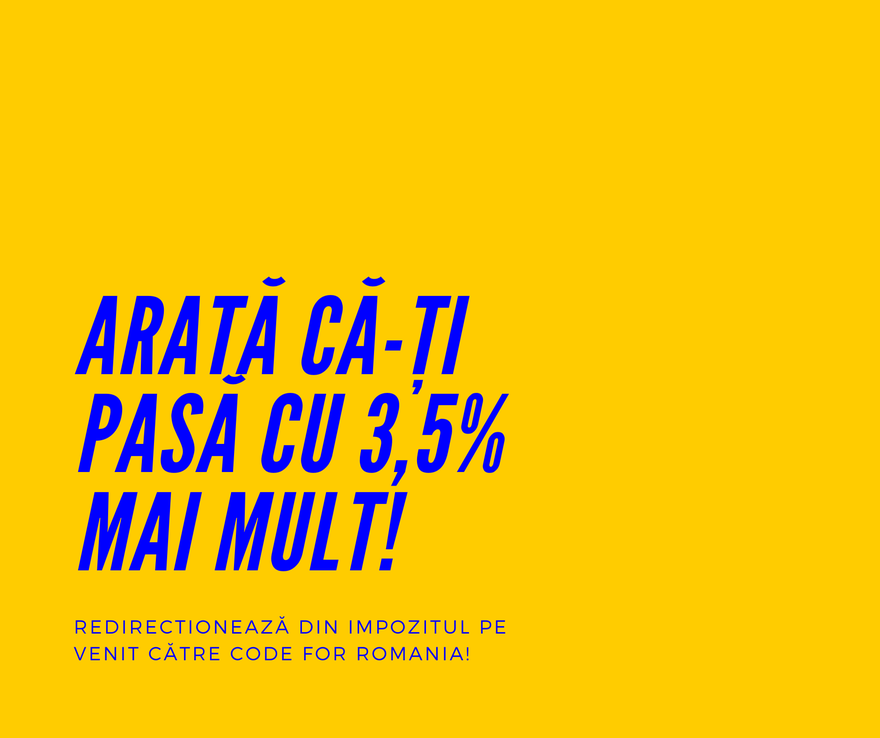 ARATĂ CĂ-ȚI
PASĂ CU 3,5%
MAI MULT!
REDIRECTIONEAZĂ DIN IMPOZITUL PE
VENIT CĂTRE CODE FOR ROMANIA!